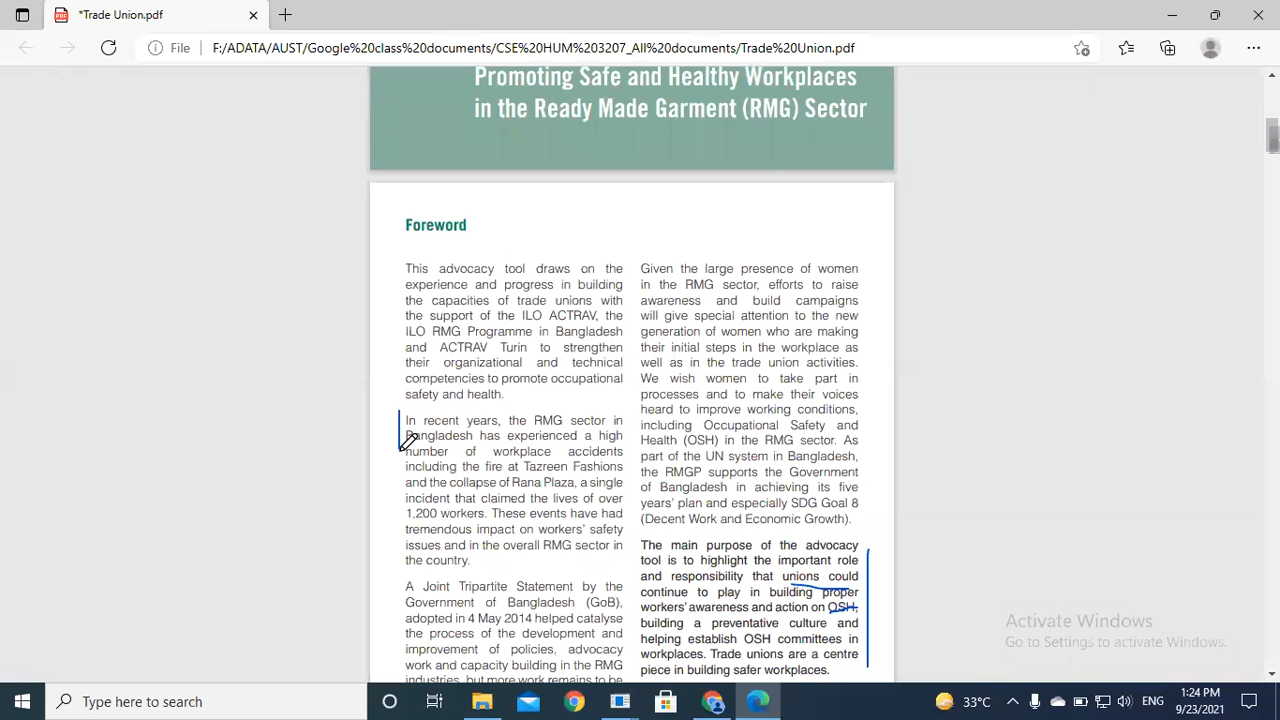 *Trade Union.pdf
File
F:/ADATA/AUST/Google%20class%20documents/CSE%20HUM%203207_All%20documents/Trade%20Union.pdf
Promoting Safe and Healthy Workplaces
in the Ready Made Garment (RMG) Sector
Foreword
This advocacy tool draws on the
experience and progress in building
the capacities of trade unions with
the support of the ILO ACTRAV, the
ILO RMG Programme in Bangladesh
and ACTRAV Turin to strengthen
their organizational and technical
competencies to promote occupational
safety and health.
In recent years, the RMG sector in
Bangladesh has experienced a high
number of workplace accidents
including the fire at Tazreen Fashions
and the collapse of Rana Plaza, a single
incident that claimed the lives of over
1,200 workers. These events have had
tremendous impact on workers' safety
issues and in the overall RMG sector in
the country.
A Joint Tripartite Statement by the
Government of Bangladesh (GoB),
adopted in 4 May 2014 helped catalyse
the process of the development and
improvement of policies, advocacy
work and capacity building in the RMG
industries, but more work remains to be
Given the large presence of women
in the RMG sector, efforts to raise
awareness and build campaigns
will give special attention to the new
generation of women who are making
their initial steps in the workplace as
well as in the trade union activities.
We wish women to take part in
processes and to make their voices
heard to improve working conditions,
including Occupational Safety and
Health (OSH) in the RMG sector. As
part of the UN system in Bangladesh,
the RMGP supports the Government
of Bangladesh in achieving its five
years' plan and especially SDG Goal 8
(Decent Work and Economic Growth).
The main purpose of the advocacy
tool is to highlight the important role
and responsibility that unions could
continue to play in building proper
workers' awareness and action on OSH,
building a preventative culture and
helping establish OSH committees in
workplaces. Trade unions are a centre
piece in building safer workplaces.
Activate Windows
Go to Settings to activate Windows.
Type here to search
33°C
ENG
1:24 PM
9/23/2021